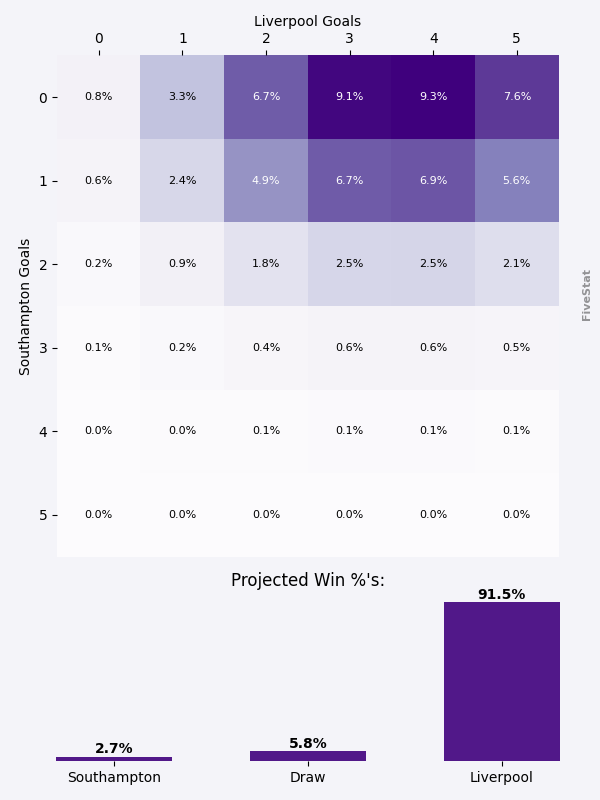 Liverpool Goals
0 1 2 3 4 5
0 0.8% 3.3% 6.7% 9.1% 9.3% 7.6%
1 0.6% 2.4% 4.9% 6.7% 6.9% 5.6%
2 0.2% 0.9% 1.8% 2.5% 2.5% 2.1%
3 0.1% 0.2% 0.4% 0.6% 0.6% 0.5%
4 0.0% 0.0% 0.1% 0.1% 0.1% 0.1%
5 0.0% 0.0% 0.0% 0.0% 0.0% 0.0%
Southampton Goals
FiveStat
Projected Win %'s:
2.7% 5.8% 91.5%
Southampton Draw Liverpool